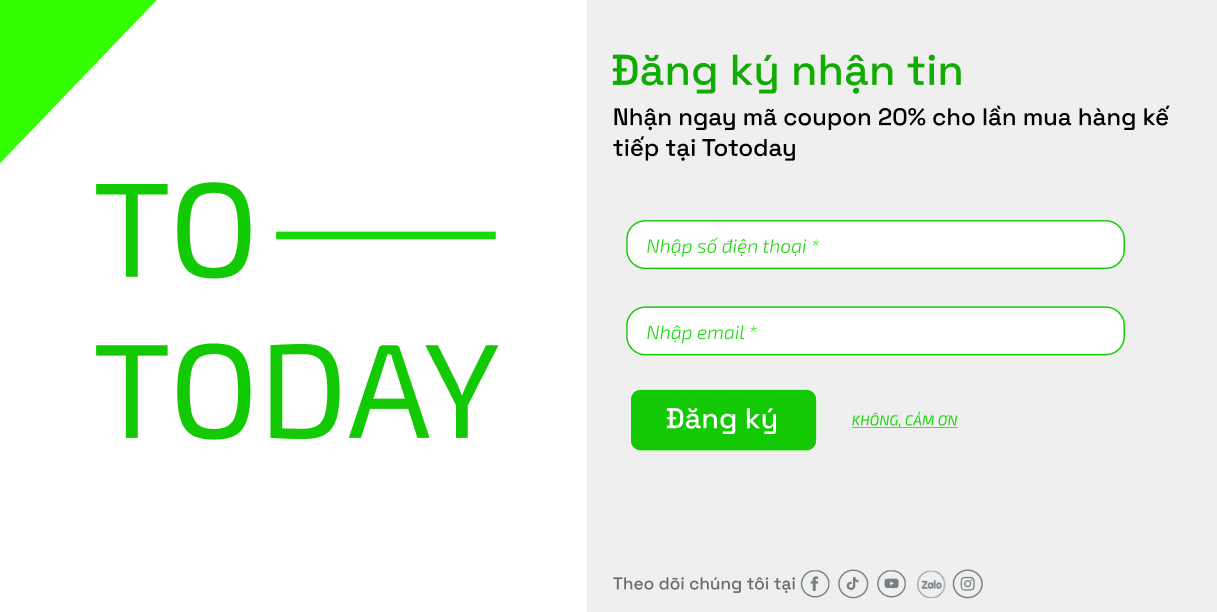 TO
TODAY
Đăng ký nhận tin
Nhận ngay mã coupon 20% cho lần mua hàng kế
tiếp tại Totoday
Nhập số điện thoại *
Nhập email *
Đăng ký
KHÔNG, CẢM ƠN
Theo dõi chúng tôi tại
Zalo